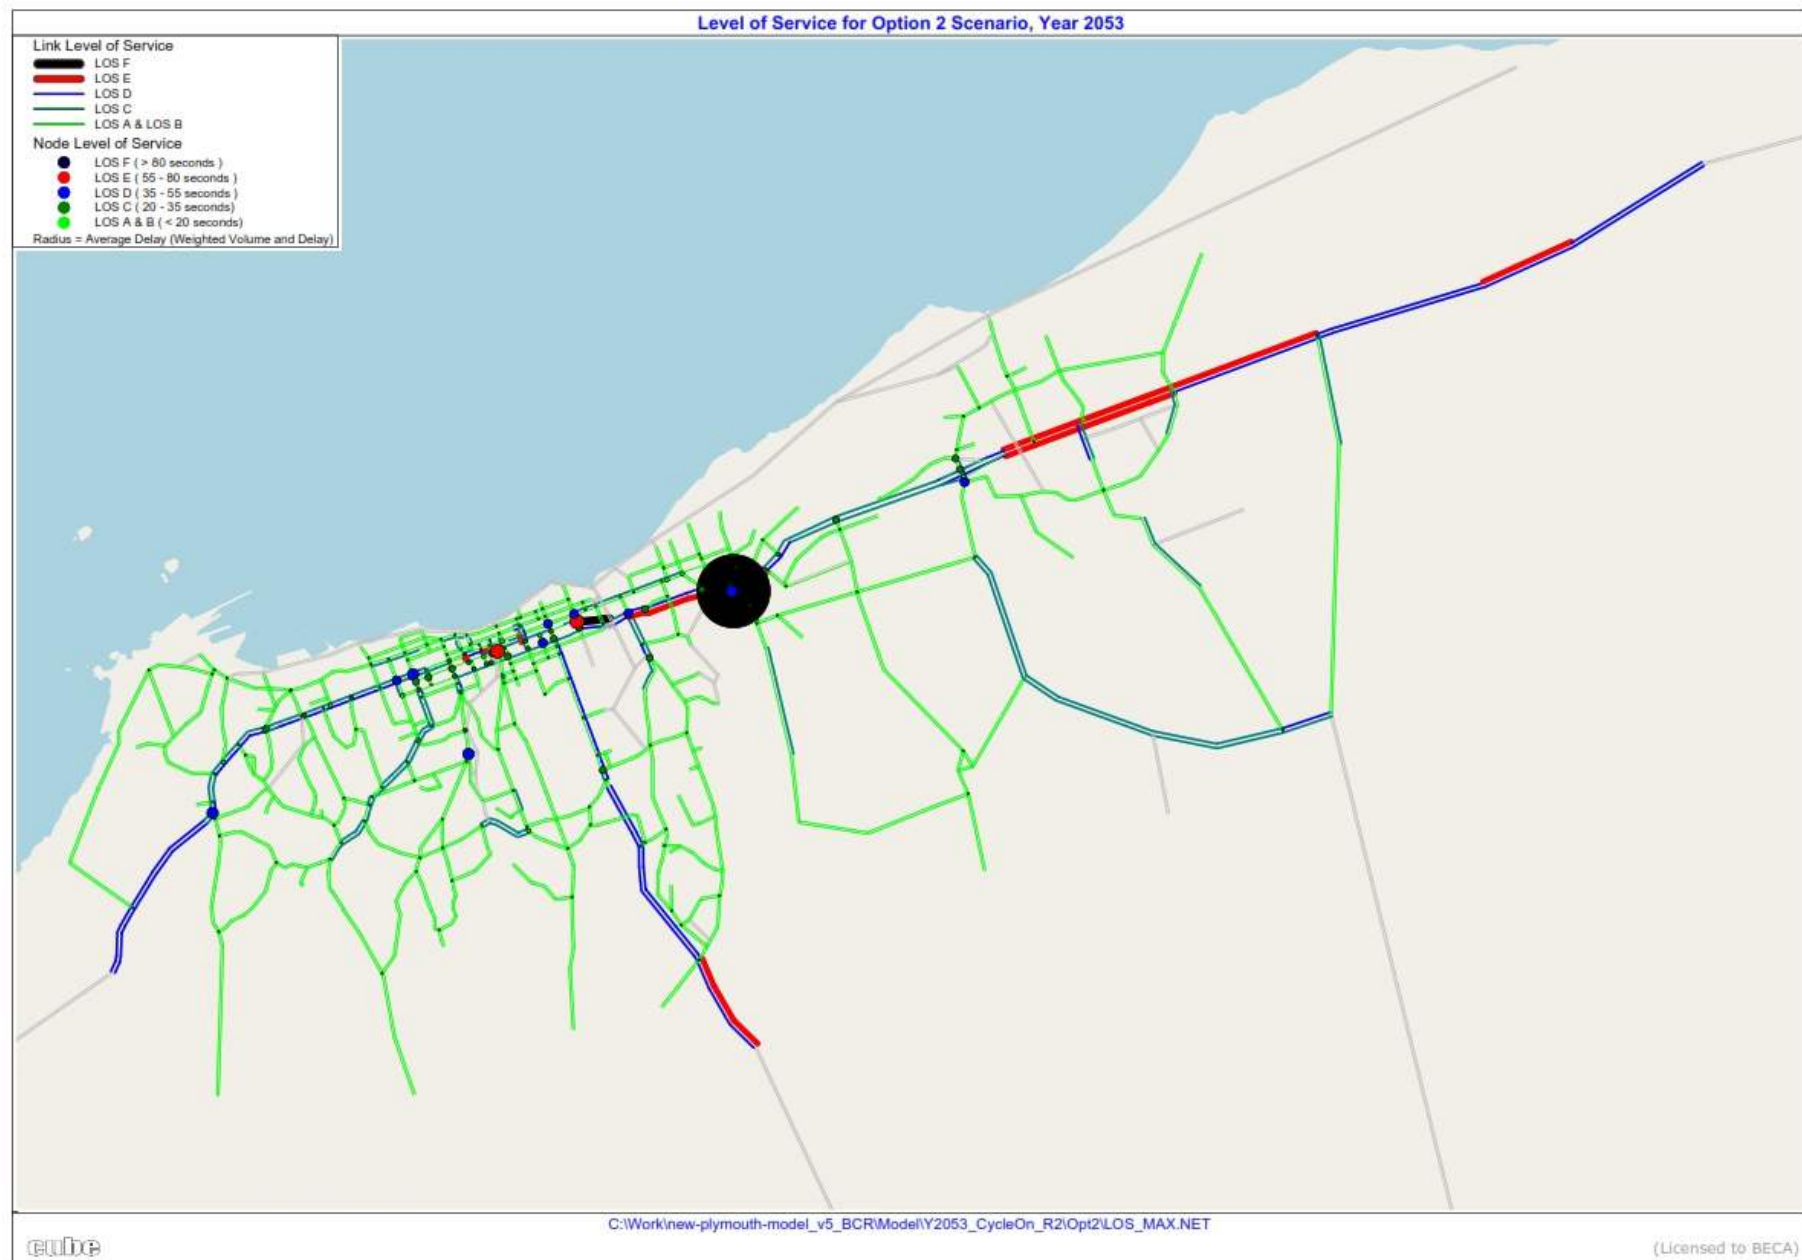 Level of Service for Option 2 Scenario, Year 2053
Link Level of Service
LOS F
LOS E
LOS D
LOS C
LOS A & LOS B
Node Level of Service
LOS F ( > 80 seconds )
LOS E ( 55 - 80 seconds )
LOS D ( 35 - 55 seconds )
LOS C ( 20 - 35 seconds)
LOS A & B ( < 20 seconds)
Radius = Average Delay (Weighted Volume and Delay)
C:\Work\new-plymouth-model_v5_BCR\Model\Y2053_CycleOn_R2\Opt2\LOS_MAX.NET
cube
(Licensed to BECA)